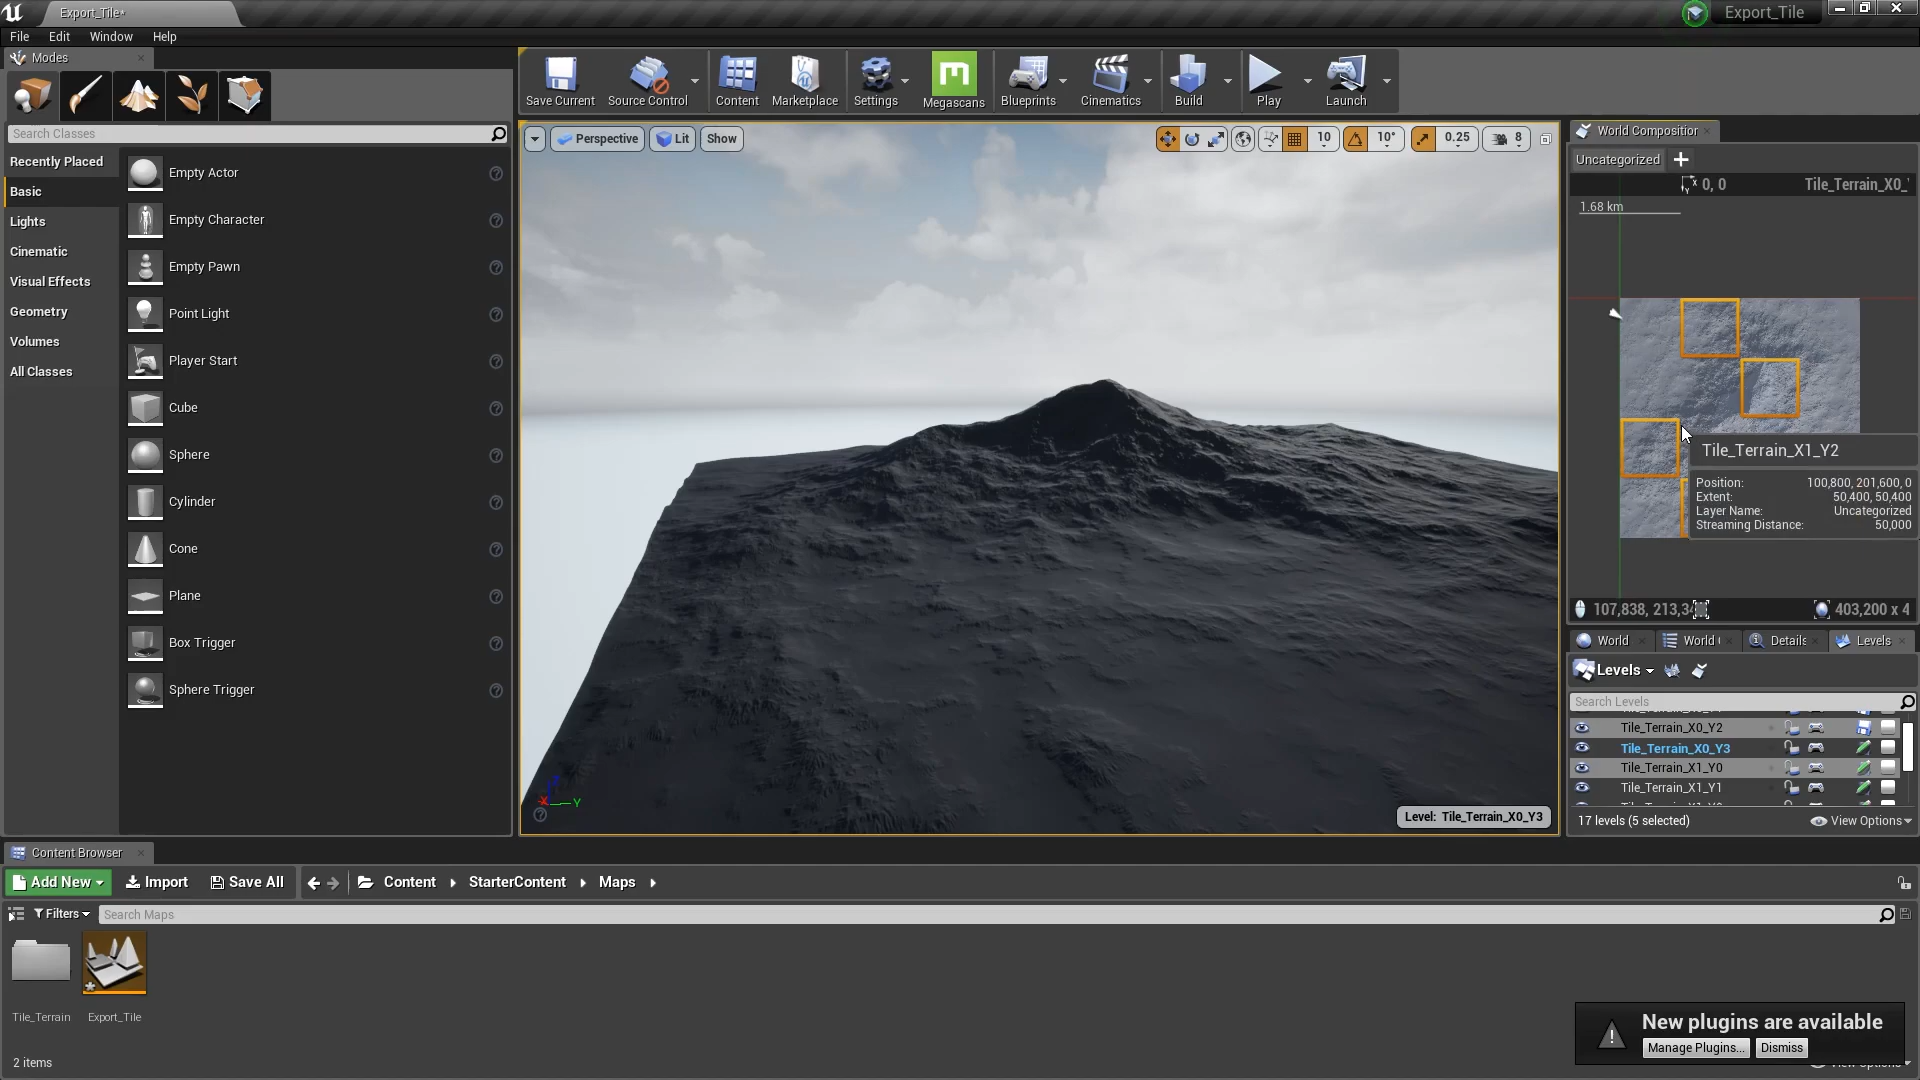 Export_Tile*
Export_Tile
File
Edit
Window
Help
Modes
Search Classes
Recently Placed
Basic
Lights
Cinematic
Visual Effects
Geometry
Volumes
All Classes
Empty Actor
Empty Character
Empty Pawn
Point Light
Player Start
Cube
Sphere
Cylinder
Cone
Plane
Box Trigger
Sphere Trigger
Save Current
Source Control
Content
Marketplace
Settings
Megascans
Blueprints
Cinematics
Build
Play
Launch
Perspective
Lit
Show
10
10°
0.25
8
X
Y
Level: Tile_Terrain_X0_Y3
World Composition
Uncategorized
0, 0
Tile_Terrain_X0_
1.68 km
Tile_Terrain_X1_Y2
Position: 100,800, 201,600, 0
Extent: 50,400, 50,400
Layer Name: Uncategorized
Streaming Distance: 50,000
107,838, 213,34
403,200 x 4
World
World
Details
Levels
Levels
Search Levels
Tile_Terrain_X0_Y2
Tile_Terrain_X0_Y3
Tile_Terrain_X1_Y0
Tile_Terrain_X1_Y1
17 levels (5 selected)
View Options
Content Browser
Add New
Import
Save All
Content
StarterContent
Maps
Filters
Search Maps
Tile_Terrain
Export_Tile
2 items
New plugins are available
Manage Plugins...
Dismiss